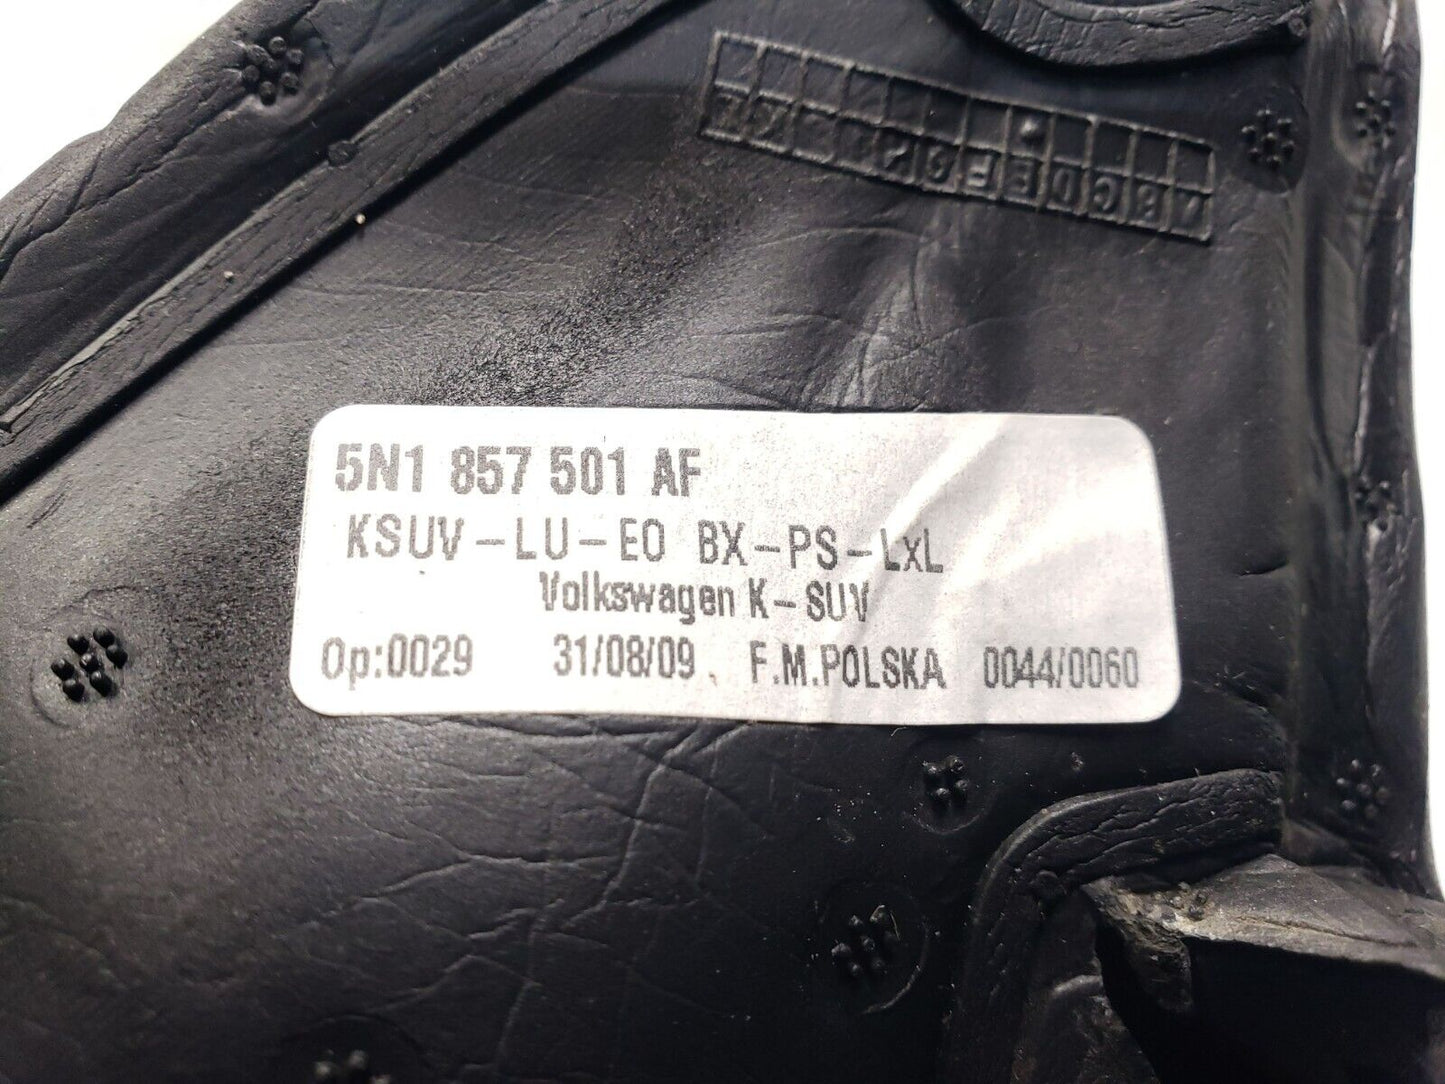 A B C D E F G
5N1 857 501 AF
KSUV-LU-EO BX-PS-LxL
Volkswagen K-SUV
Op:0029 31/08/09. F.M.POLSKA 0044/0060